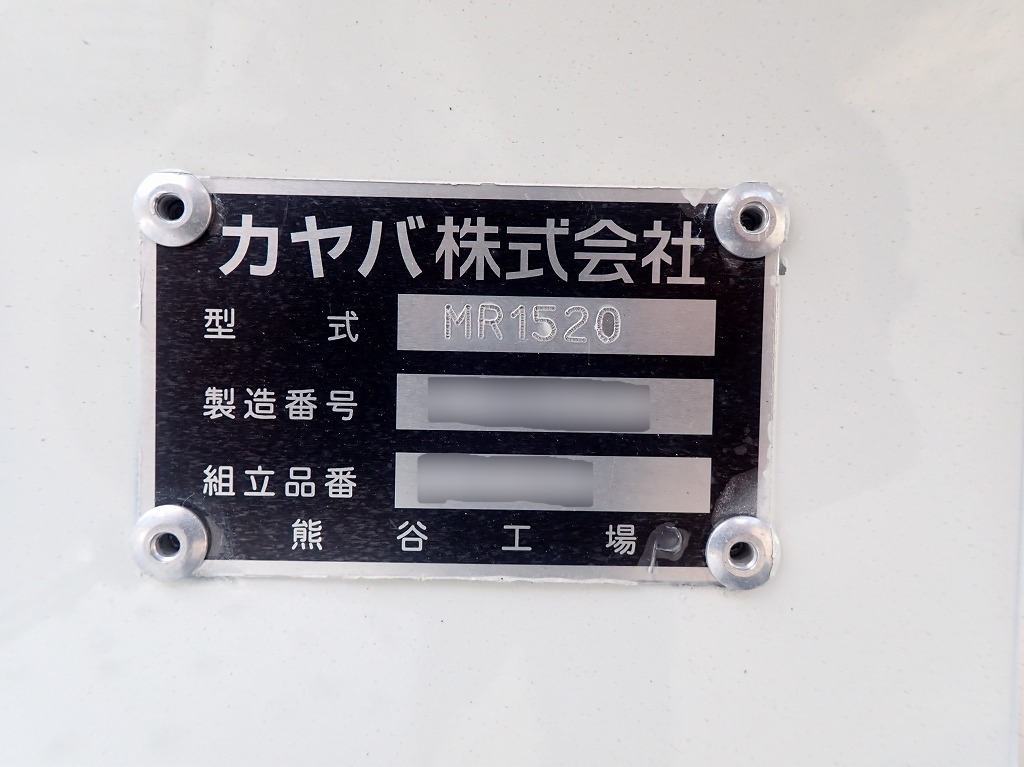 カヤバ株式会社
型式 MR1520
製造番号
組立品番
熊谷工場